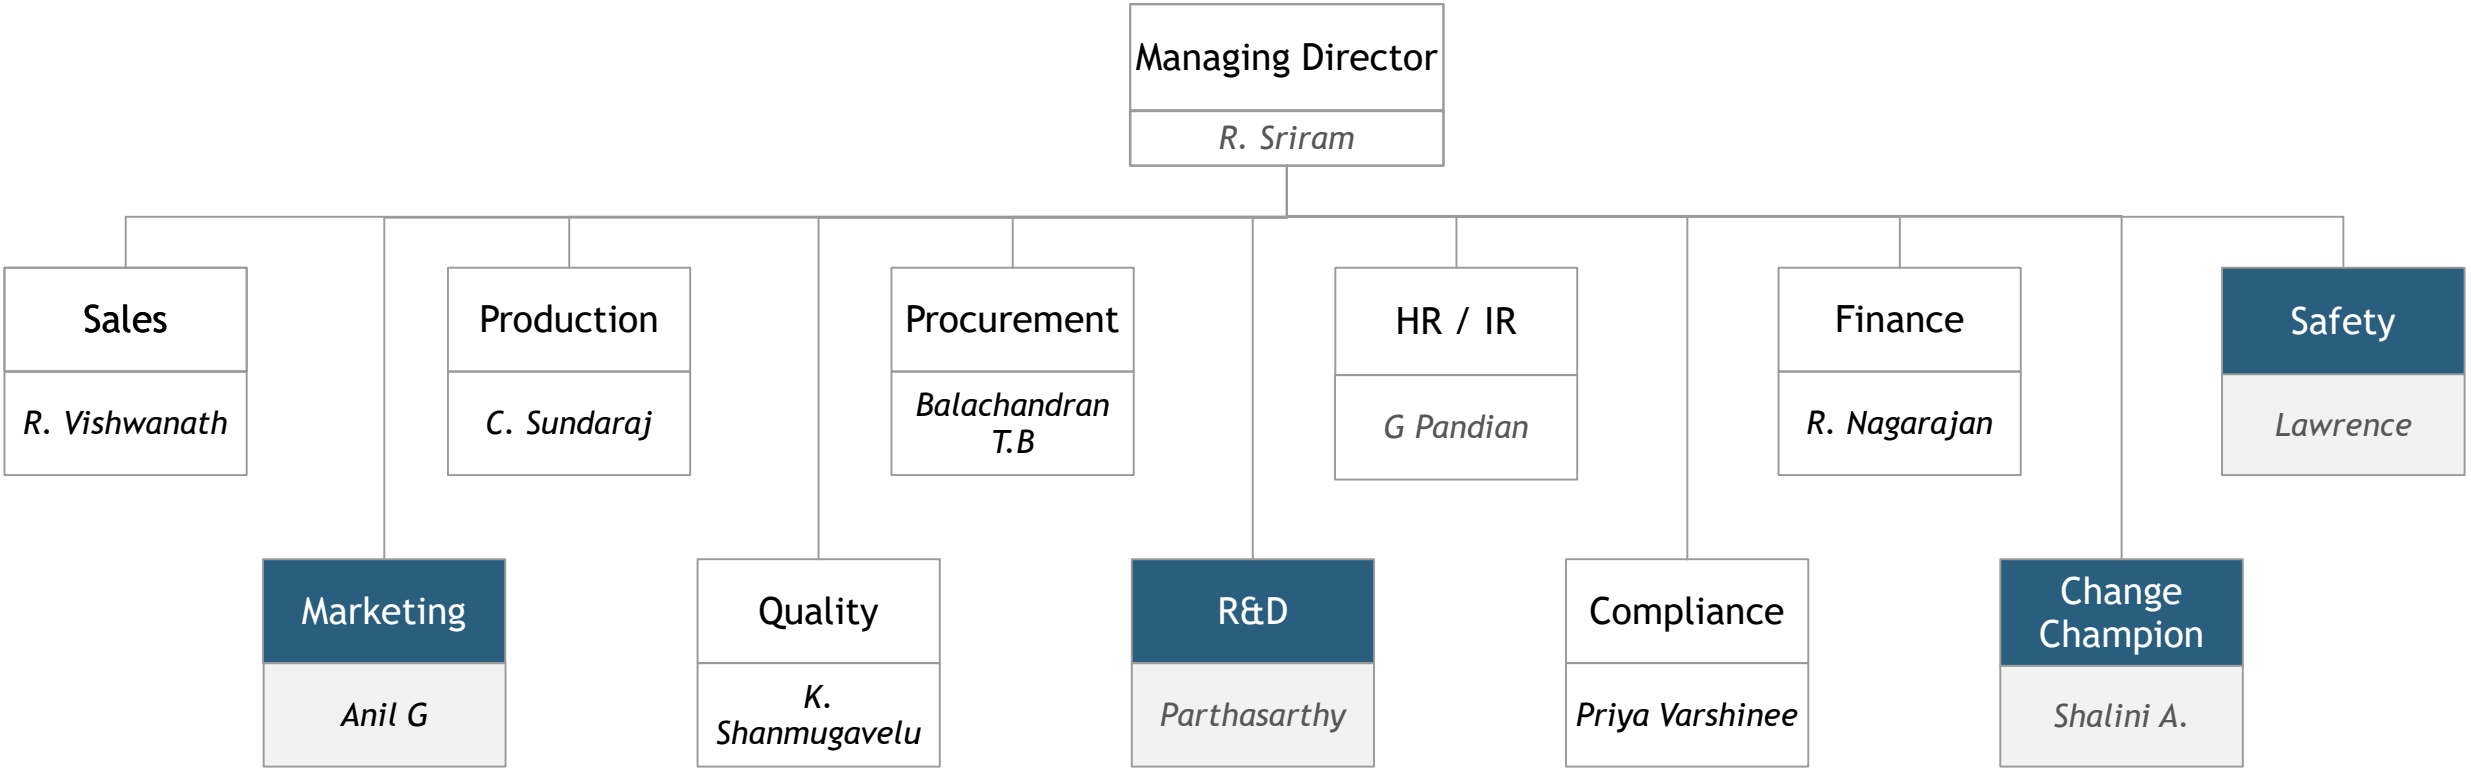 Managing Director
R. Sriram
Sales
R. Vishwanath
Production
C. Sundaraj
Procurement
Balachandran
T.B
HR / IR
G Pandian
Finance
R. Nagarajan
Safety
Lawrence
Marketing
Anil G
Quality
K.
Shanmugavelu
R&D
Parthasarthy
Compliance
Priya Varshinee
Change
Champion
Shalini A.